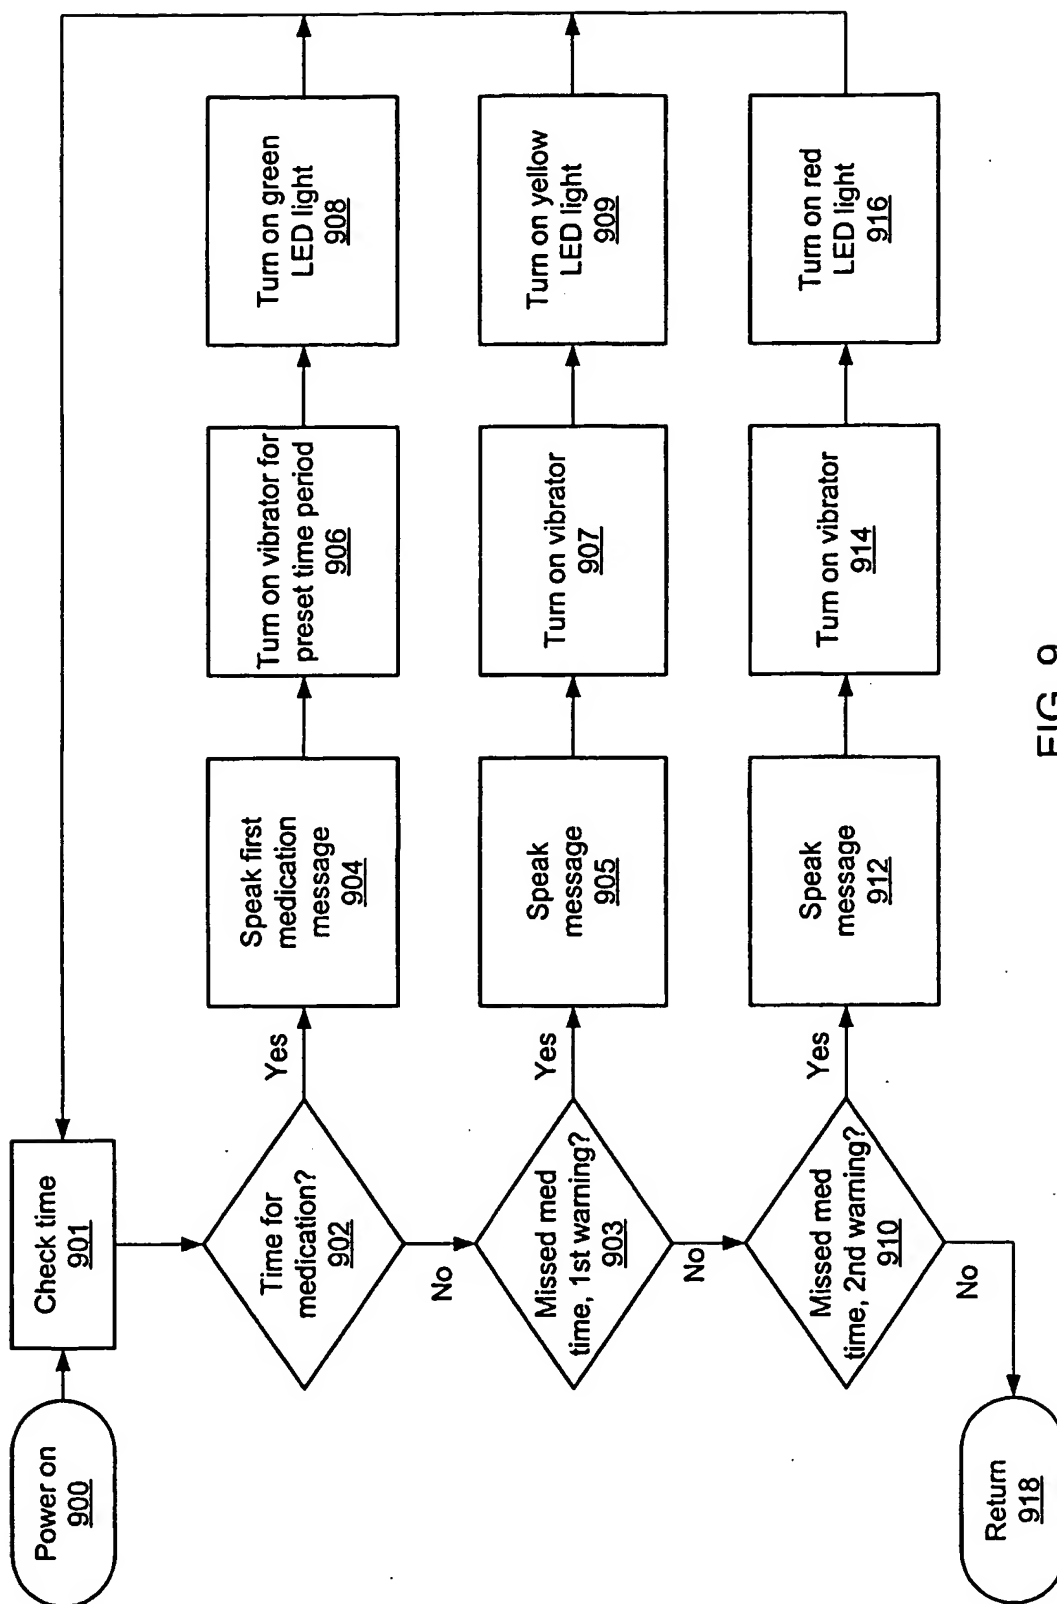 Power on
900
Check time
901
Time for
medication?
902
Yes
No
Speak first
medication
message
904
Turn on vibrator for
preset time period
906
Turn on green
LED light
908
Missed med
time, 1st warning?
903
Yes
No
Speak
message
905
Turn on vibrator
907
Turn on yellow
LED light
909
Missed med
time, 2nd warning?
910
Yes
No
Speak
message
912
Turn on vibrator
914
Turn on red
LED light
916
Return
918
FIG. 9